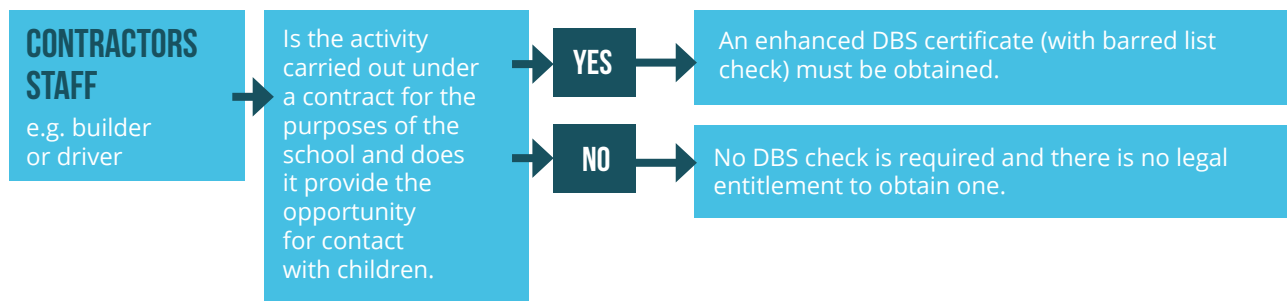 CONTRACTORS
STAFF
e.g. builder
or driver
Is the activity
carried out under
a contract for the
purposes of the
school and does
it provide the
opportunity
for contact
with children.
YES
An enhanced DBS certificate (with barred list
check) must be obtained.
NO
No DBS check is required and there is no legal
entitlement to obtain one.